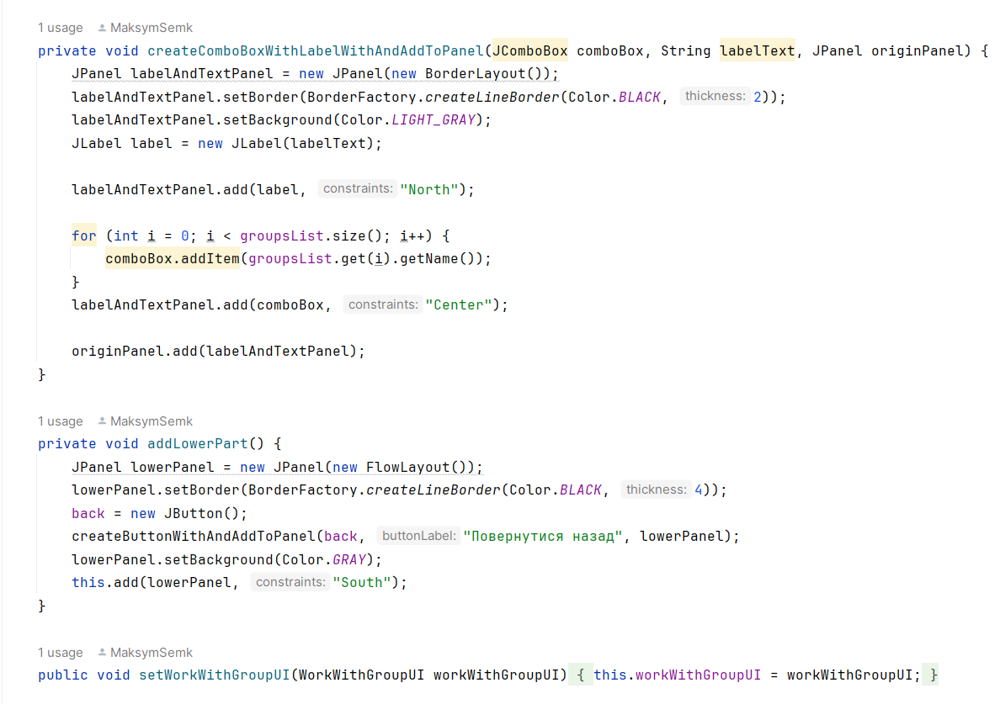 1 usage MaksymSemk
private void createComboBoxWithLabelWithAndAddToPanel(JComboBox comboBox, String labelText, JPanel originPanel) {
    JPanel labelAndTextPanel = new JPanel(new BorderLayout());
    labelAndTextPanel.setBorder(BorderFactory.createLineBorder(Color.BLACK, thickness: 2));
    labelAndTextPanel.setBackground(Color.LIGHT_GRAY);
    JLabel label = new JLabel(labelText);

    labelAndTextPanel.add(label, constraints: "North");

    for (int i = 0; i < groupsList.size(); i++) {
        comboBox.addItem(groupsList.get(i).getName());
    }
    labelAndTextPanel.add(comboBox, constraints: "Center");

    originPanel.add(labelAndTextPanel);
}

1 usage MaksymSemk
private void addLowerPart() {
    JPanel lowerPanel = new JPanel(new FlowLayout());
    lowerPanel.setBorder(BorderFactory.createLineBorder(Color.BLACK, thickness: 4));
    back = new JButton();
    createButtonWithAndAddToPanel(back, buttonLabel: "Повернутися назад", lowerPanel);
    lowerPanel.setBackground(Color.GRAY);
    this.add(lowerPanel, constraints: "South");
}

1 usage MaksymSemk
public void setWorkWithGroupUI(WorkWithGroupUI workWithGroupUI) { this.workWithGroupUI = workWithGroupUI; }